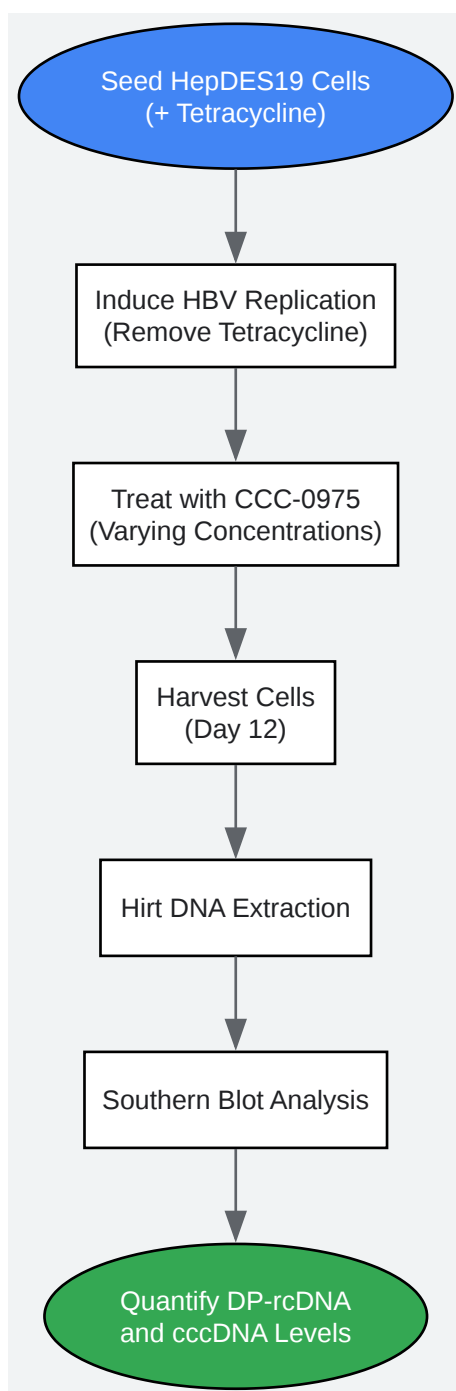 Seed HepDES19 Cells
(+ Tetracycline)
Induce HBV Replication
(Remove Tetracycline)
Treat with CCC-0975
(Varying Concentrations)
Harvest Cells
(Day 12)
Hirt DNA Extraction
Southern Blot Analysis
Quantify DP-rcDNA
and cccDNA Levels